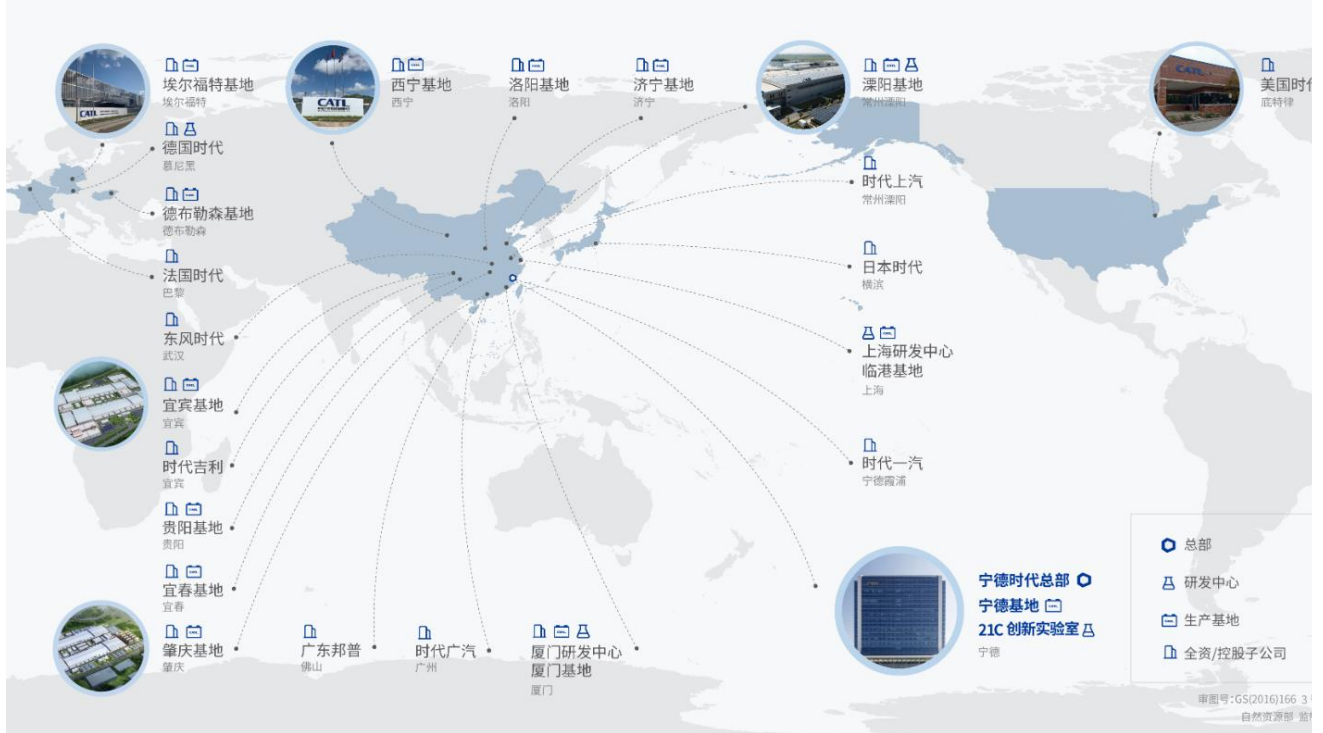 埃尔福特基地
埃尔福特
西宁基地
西宁
洛阳基地
洛阳
济宁基地
济宁
溧阳基地
常州溧阳
美国时代
底特律
CATL
CATL
CATL
德国时代
慕尼黑
时代上汽
常州溧阳
德布勒森基地
德布勒森
法国时代
巴黎
日本时代
横滨
东风时代
武汉
上海研发中心
临港基地
上海
宜宾基地
宜宾
时代吉利
宜宾
时代一汽
宁德霞浦
贵阳基地
贵阳
宜春基地
宜春
肇庆基地
肇庆
广东邦普
佛山
时代广汽
广州
厦门研发中心
厦门基地
厦门
宁德时代总部
宁德基地
21C 创新实验室
宁德
总部
研发中心
生产基地
全资/控股子公司
审图号:GS(2016)166 3
自然资源部 监